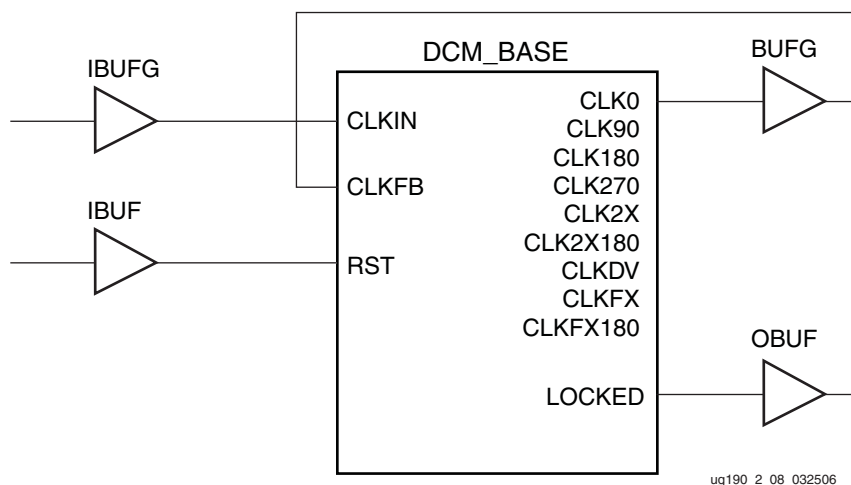 DCM_BASE
IBUFG
BUFG
CLKIN
CLKFB
IBUF
RST
CLK0
CLK90
CLK180
CLK270
CLK2X
CLK2X180
CLKDV
CLKFX
CLKFX180
OBUF
LOCKED
ug190_2_08_032506